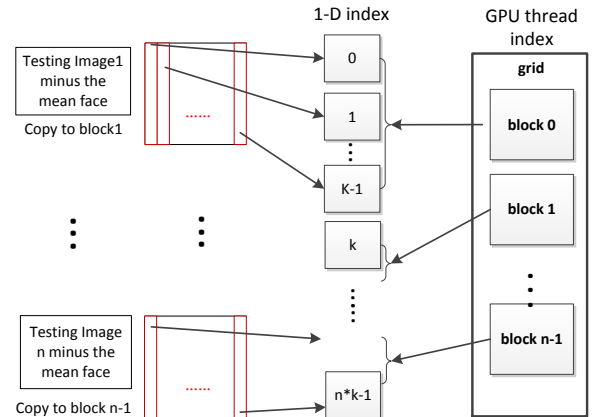 1-D index
GPU thread
index
Testing Image1
minus the
mean face
Copy to block1
......
0
1
K-1
k
grid
block 0
block 1
block n-1
Testing Image
n minus the
mean face
Copy to block n-1
......
n*k-1